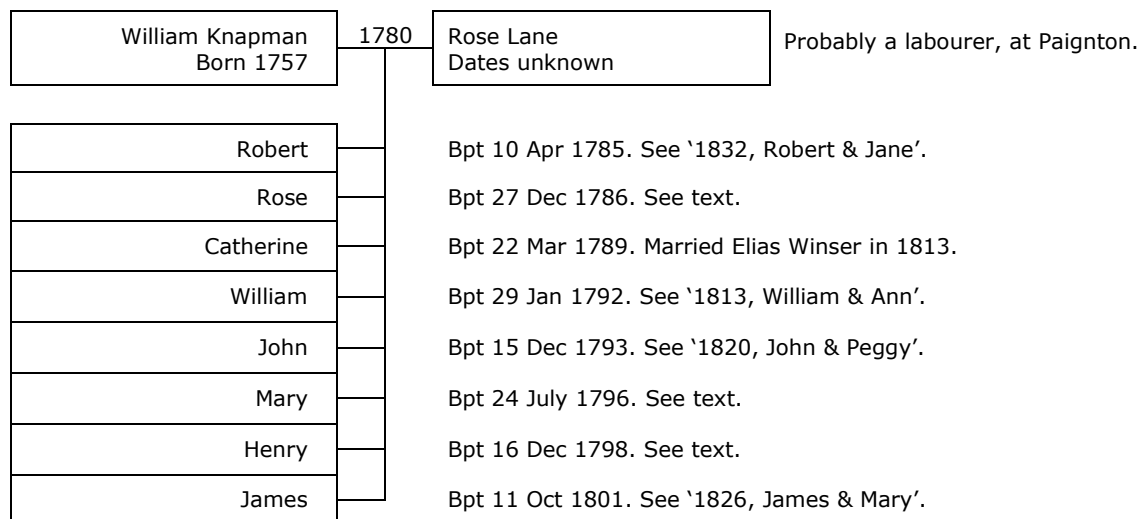 William Knapman 1780 Rose Lane Probably a labourer, at Paignton.
Born 1757 Dates unknown
Robert Bpt 10 Apr 1785. See ‘1832, Robert & Jane’.
Rose Bpt 27 Dec 1786. See text.
Catherine Bpt 22 Mar 1789. Married Elias Winser in 1813.
William Bpt 29 Jan 1792. See ‘1813, William & Ann’.
John Bpt 15 Dec 1793. See ‘1820, John & Peggy’.
Mary Bpt 24 July 1796. See text.
Henry Bpt 16 Dec 1798. See text.
James Bpt 11 Oct 1801. See ‘1826, James & Mary’.